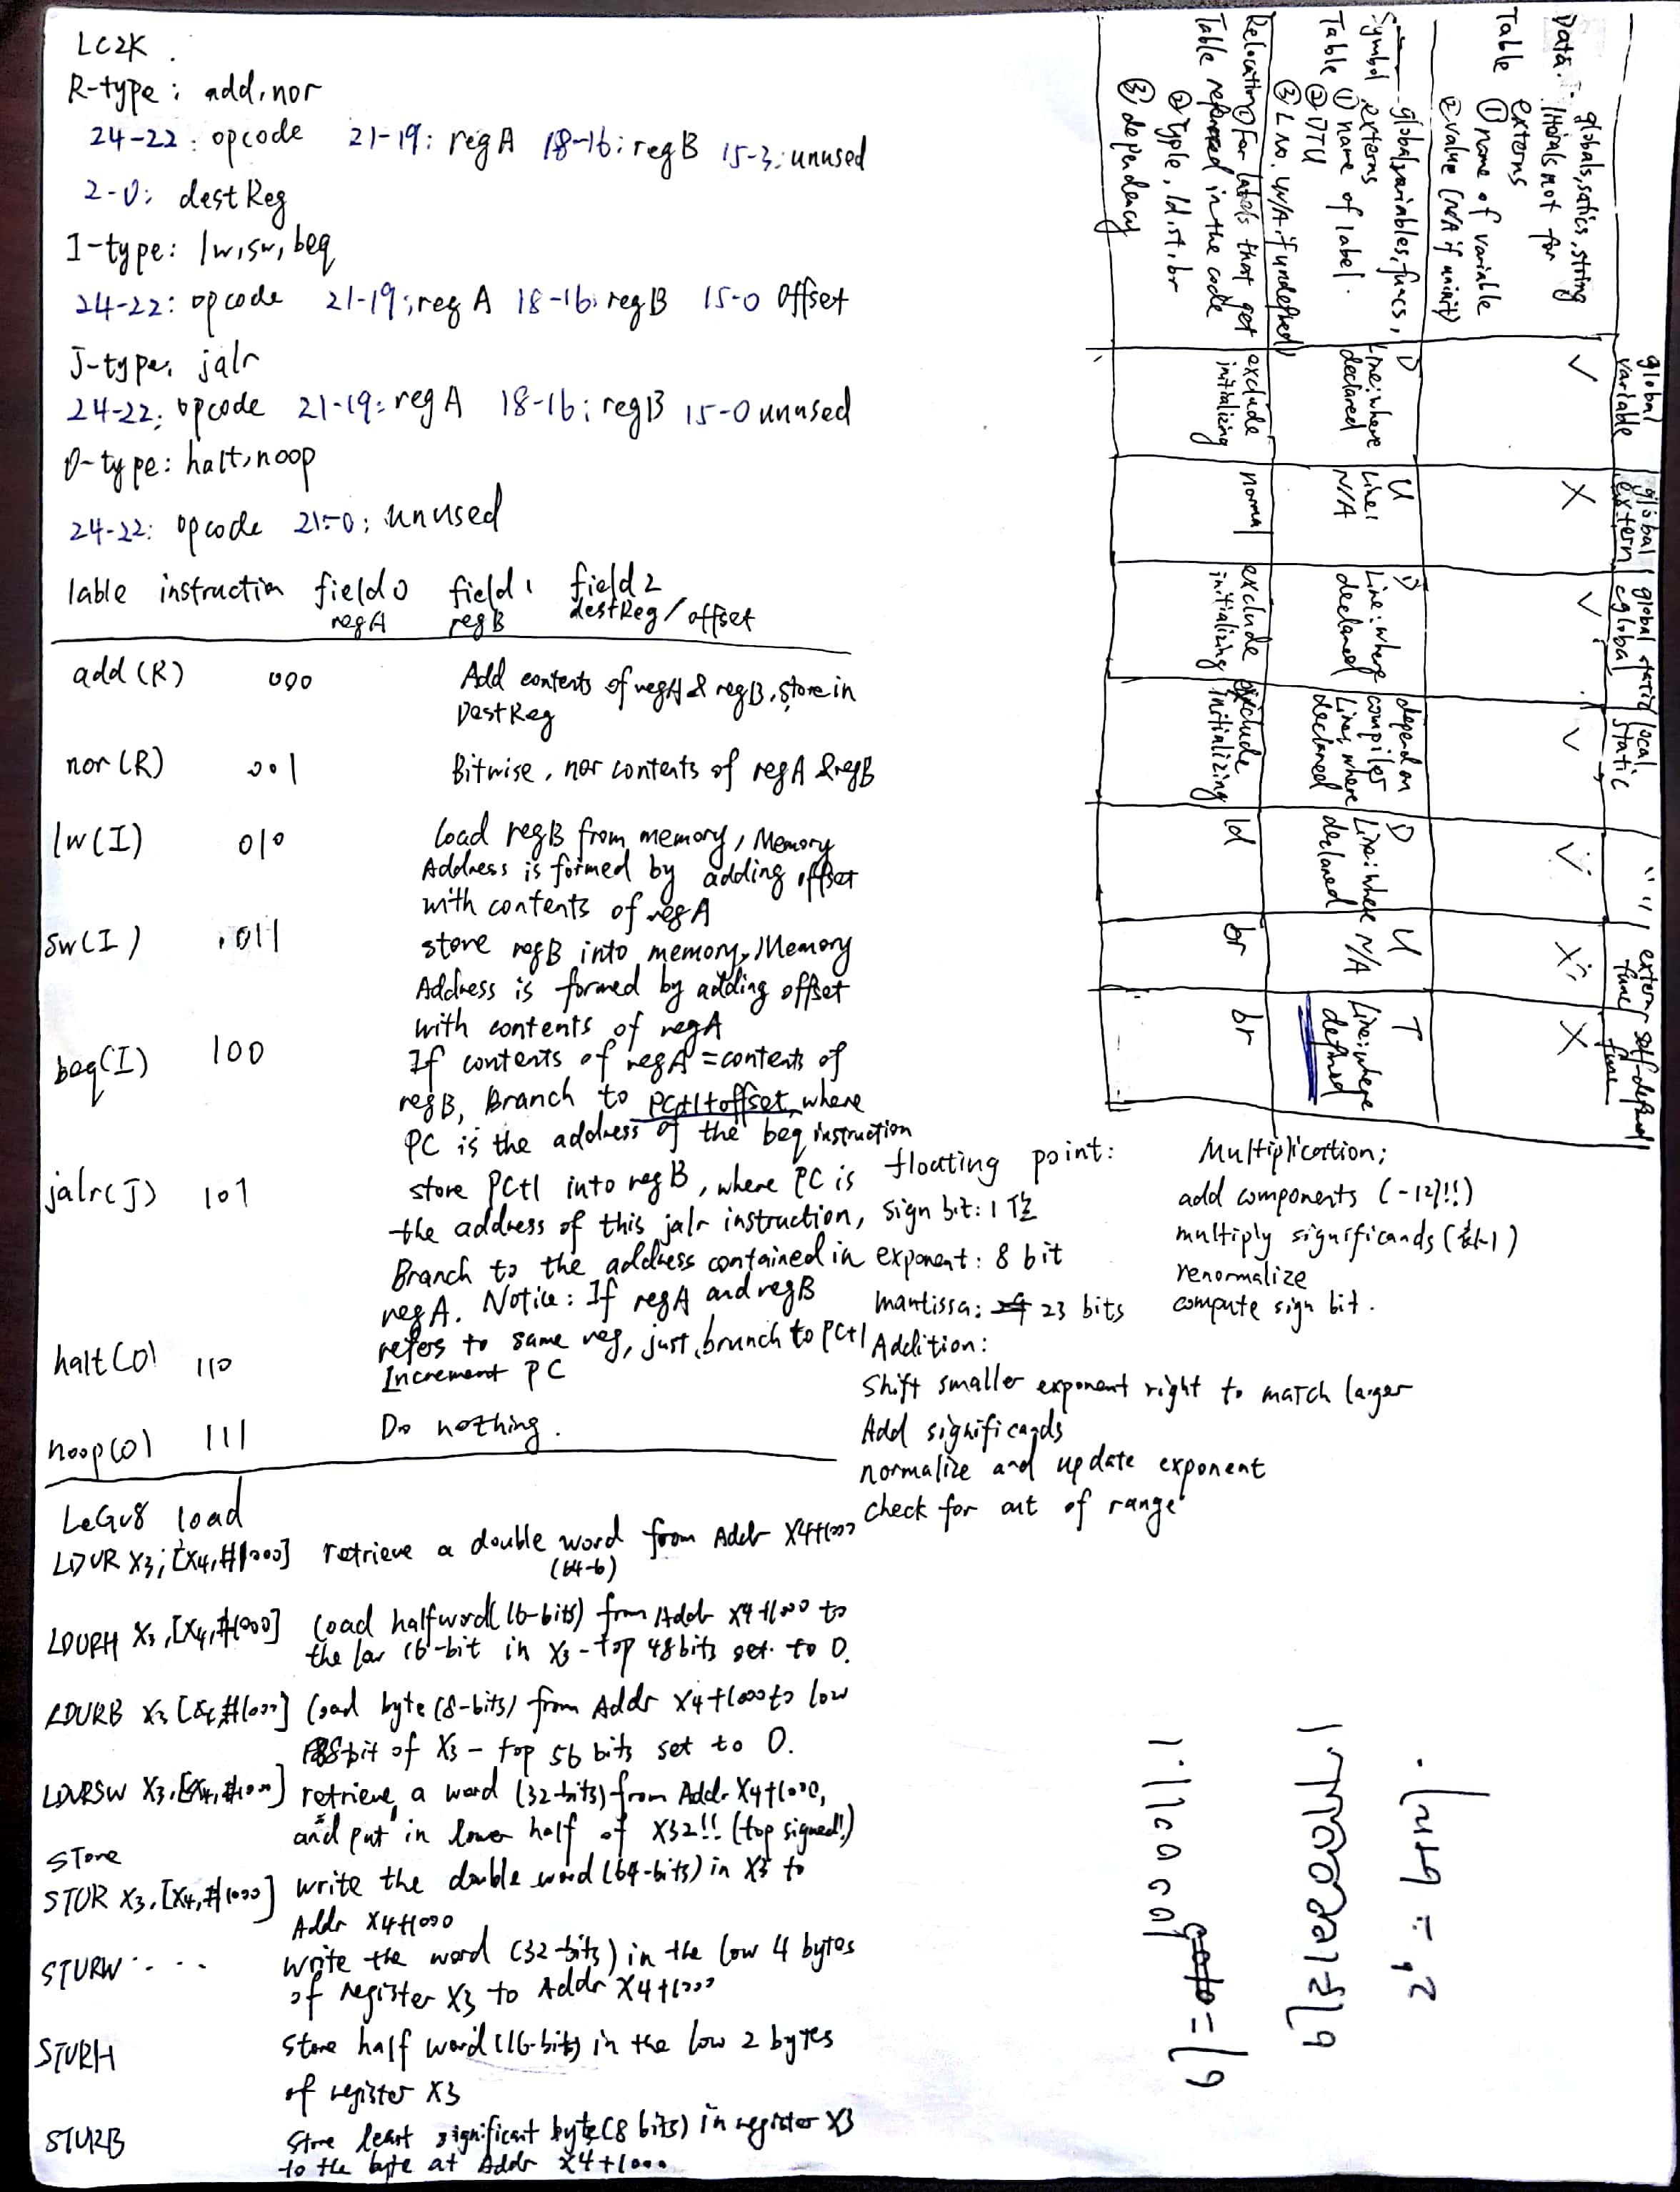 LC2K.
R-type: add, nor
24-22: opcode 21-19: regA 18-16: regB 15-3: unused
2-0: destReg
I-type: lw, sw, beq
24-22: opcode 21-19: regA 18-16: regB 15-0 Offset
J-type: jalr
24-22: opcode 21-19: regA 18-16: regB 15-0 unused
O-type: halt, noop
24-22: opcode 21-0: unused
lable instruction field 0 field 1 field 2
regA regB destReg/offset
add (R) 000 Add contents of regA & regB, store in
DestReg
nor (R) 001 Bitwise, nor contents of regA & regB
lw (I) 010 Load regB from memory, Memory
Address is formed by adding offset
with contents of regA
sw (I) 011 store regB into memory, Memory
Address is formed by adding offset
with contents of regA
beq (I) 100 If contents of regA = contents of
regB, Branch to PC+1+offset, where
PC is the address of the beq instruction
jalr (J) 101 store PC+1 into regB, where PC is
the address of this jalr instruction,
Branch to the address contained in
regA. Notice: If regA and regB
refers to same reg, just brunch to PC+1
halt (O) 110 Increment PC
noop (O) 111 Do nothing.
LeGv8 load
LDUR X3, [X4, #1000] retrieve a double word from Addr X4+1000
(64-b)
LDURH X3, [X4, #1000] Load halfword (16-bits) from Addr X4+1000 to
the low 16-bit in X3 - top 48 bits set to 0.
LDURB X3 [X4, #1000] Load byte (8-bits) from Addr X4+1000 to low
8 bit of X3 - top 56 bits set to 0.
LDURSW X3, [X4, #1000] retrieve a word (32-bits) from Addr X4+1000,
and put in lower half of X32!! (top signed!)
Store
STUR X3, [X4, #1000] write the double word (64-bits) in X3 to
Addr X4+1000
STURW .... write the word (32-bits) in the low 4 bytes
of register X3 to Addr X4+1000
STURH Store half word (16-bits) in the low 2 bytes
of register X3
STURB Store least significant byte (8 bits) in register X3
to the byte at Addr X4+1000
floating point:
sign bit: 1 位
exponent: 8 bit
mantissa: 23 bits
Addition:
Shift smaller exponent right to match larger
Add significands
normalize and update exponent
check for out of range
Multiplication:
add components (-127!!)
multiply significands
renormalize
compute sign bit.
global variable
global extern
global static
local static
" "
extern func
self-defined func
Data: globals, statics, string
Table literals not for
externs
① name of variable
② value (N/A if uninit)
✓ X ✓ ✓ ✓ X X
Symbol global variables, funcs,
Table externs
① name of label.
② DTU
③ L no. N/A if undefined
D Line: where declared
U Line: N/A
D Line: where declared
depend on compiler Line: where declared
D Line: where declared
U N/A
T Line: where defined
Relocation ① For labels that get
Table referenced in the code
② Type, ld, st, br
③ dependency
exclude initializing
normal
exclude initializing
exclude initializing
ld
br
br